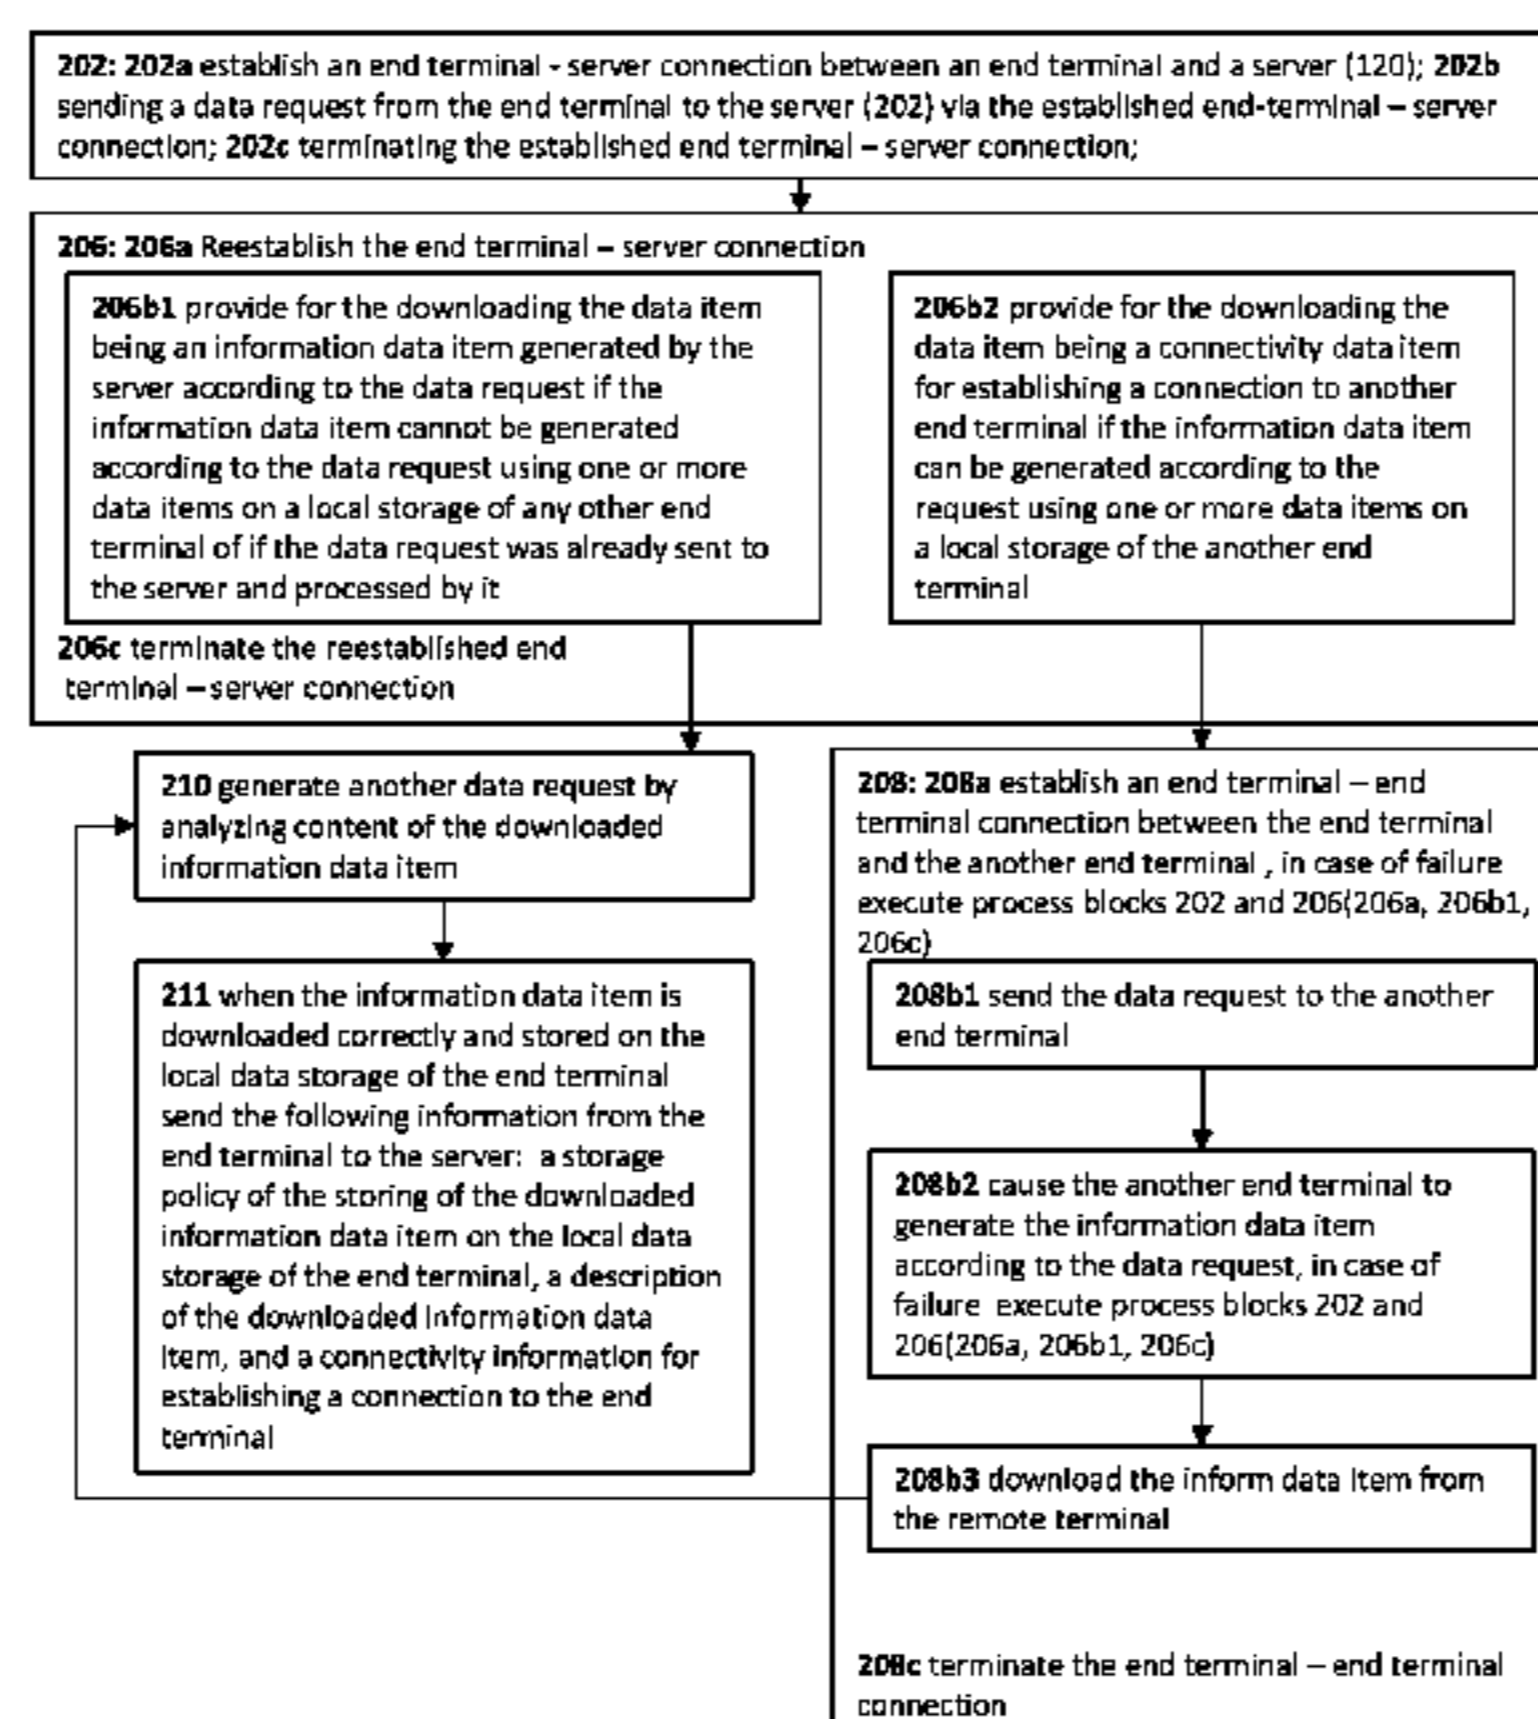 202: 202a establish an end terminal - server connection between an end terminal and a server (120); 202b
sending a data request from the end terminal to the server (202) via the established end-terminal – server
connection; 202c terminating the established end terminal – server connection;
206: 206a Reestablish the end terminal – server connection
206b1 provide for the downloading the data item
being an information data item generated by the
server according to the data request if the
information data item cannot be generated
according to the data request using one or more
data items on a local storage of any other end
terminal of if the data request was already sent to
the server and processed by it
206b2 provide for the downloading the
data item being a connectivity data item
for establishing a connection to another
end terminal if the information data item
can be generated according to the
request using one or more data items on
a local storage of the another end
terminal
206c terminate the reestablished end
terminal – server connection
210 generate another data request by
analyzing content of the downloaded
information data item
211 when the information data item is
downloaded correctly and stored on the
local data storage of the end terminal
send the following information from the
end terminal to the server: a storage
policy of the storing of the downloaded
information data item on the local data
storage of the end terminal, a description
of the downloaded information data
item, and a connectivity information for
establishing a connection to the end
terminal
208: 208a establish an end terminal – end
terminal connection between the end terminal
and the another end terminal , in case of failure
execute process blocks 202 and 206(206a, 206b1,
206c)
208b1 send the data request to the another
end terminal
208b2 cause the another end terminal to
generate the information data item
according to the data request, in case of
failure execute process blocks 202 and
206(206a, 206b1, 206c)
208b3 download the inform data item from
the remote terminal
208c terminate the end terminal – end terminal
connection